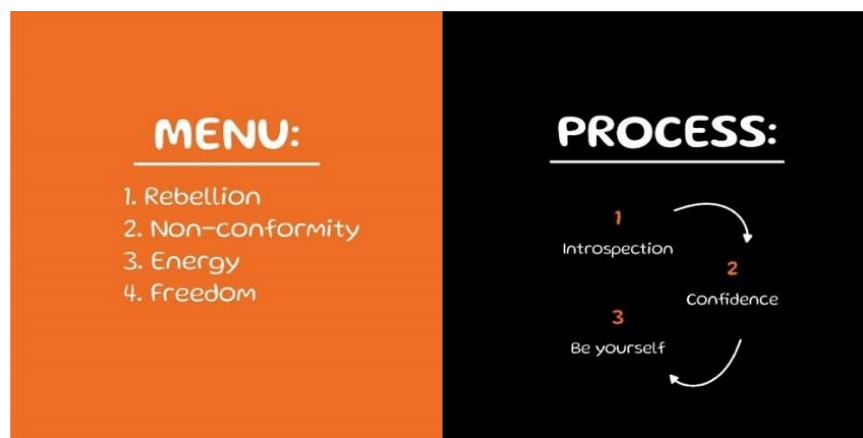 MENU:
1. Rebellion
2. Non-conformity
3. Energy
4. Freedom
PROCESS:
1
Introspection
2
Confidence
3
Be yourself